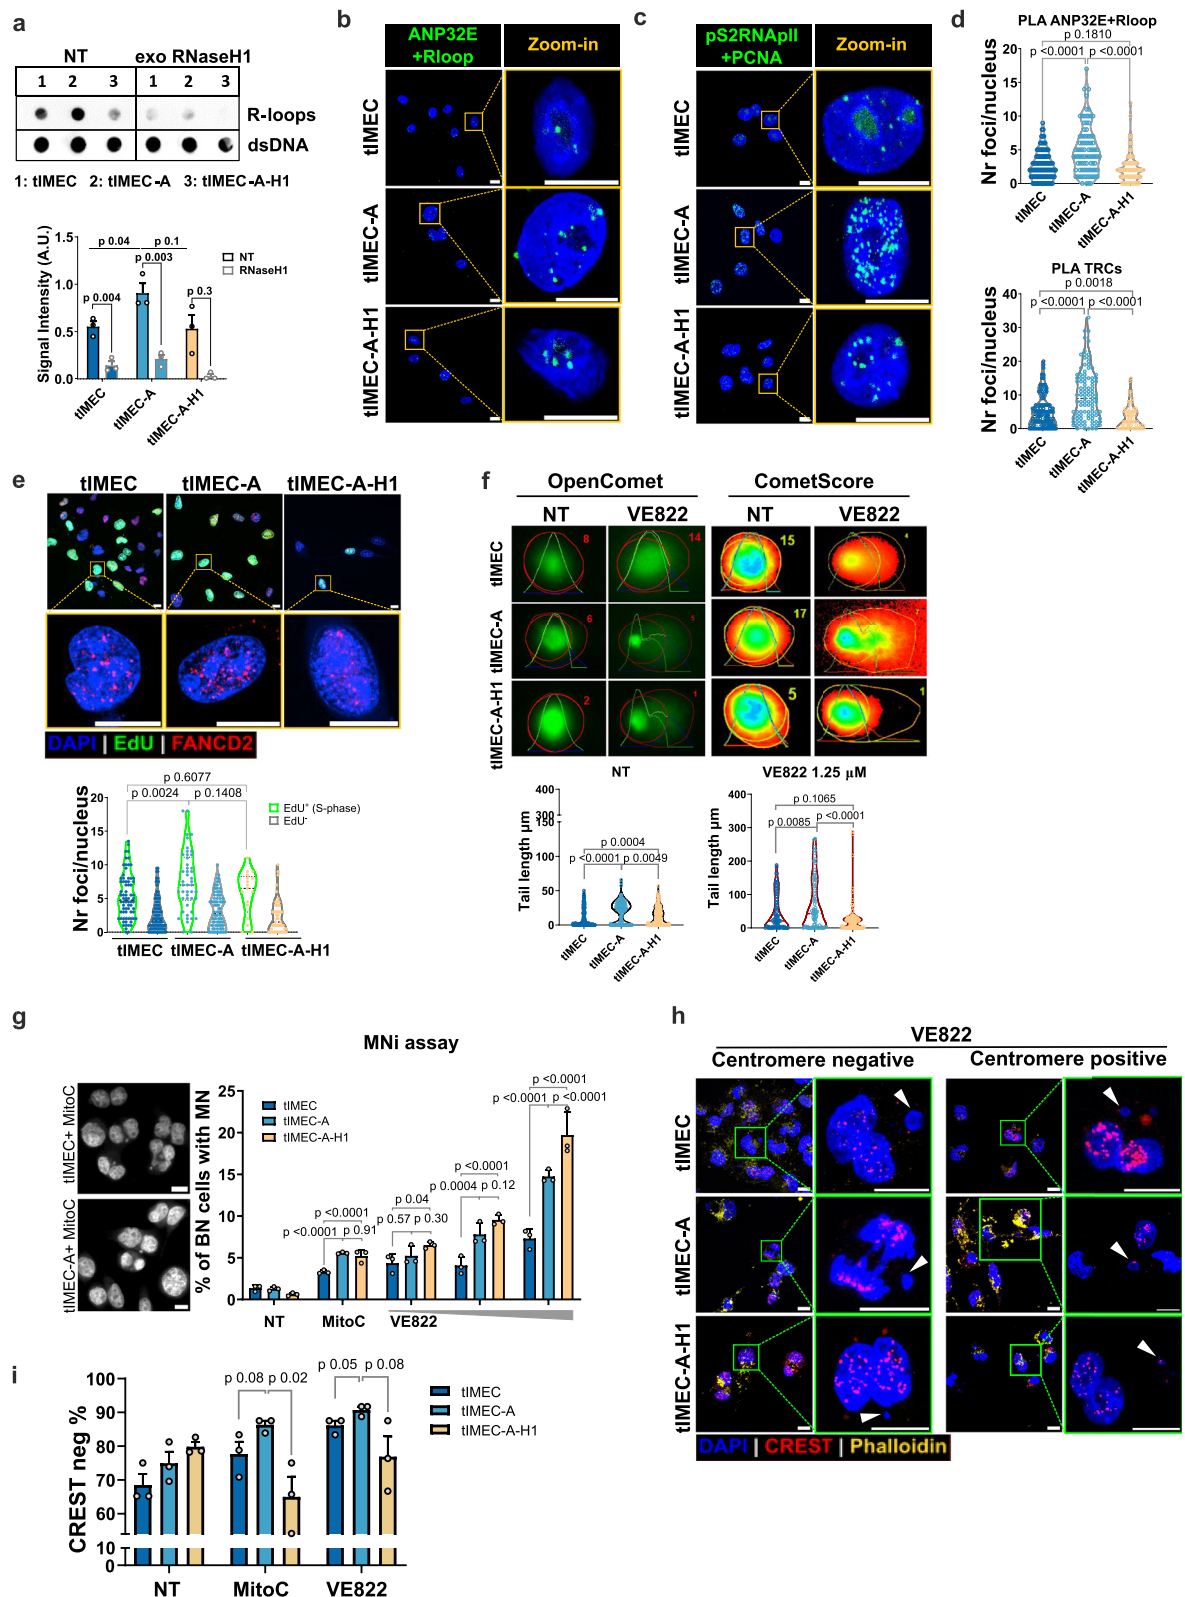 a
NT exo RNaseH1
1 2 3 1 2 3
R-loops
dsDNA
1: tIMEC 2: tIMEC-A 3: tIMEC-A-H1
Signal Intensity (A.U.)
1.5
1.0
0.5
0.0
p 0.04 p 0.1
p 0.003
p 0.004
p 0.3
NT
RNaseH1
tIMEC
tIMEC-A
tIMEC-A-H1
b
ANP32E
+Rloop
Zoom-in
tIMEC
tIMEC-A
tIMEC-A-H1
c
pS2RNApII
+PCNA
Zoom-in
tIMEC
tIMEC-A
tIMEC-A-H1
d
PLA ANP32E+Rloop
p 0.1810
p <0.0001 p <0.0001
Nr foci/nucleus
20
15
10
5
0
tIMEC
tIMEC-A
tIMEC-A-H1
PLA TRCs
p 0.0018
p <0.0001 p <0.0001
Nr foci/nucleus
40
30
20
10
0
tIMEC
tIMEC-A
tIMEC-A-H1
e
tIMEC tIMEC-A tIMEC-A-H1
DAPI | EdU | FANCD2
p 0.6077
p 0.0024 p 0.1408
Nr foci/nucleus
20
15
10
5
0
EdU+ (S-phase)
EdU-
tIMEC tIMEC-A tIMEC-A-H1
f
OpenComet CometScore
NT VE822 NT VE822
tIMEC
8 14 15 4
tIMEC-A
6 5 17
tIMEC-A-H1
2 1 5 1
NT
Tail length µm
400
300
150
100
50
0
p 0.0004
p <0.0001 p 0.0049
tIMEC
tIMEC-A
tIMEC-A-H1
VE822 1.25 µM
Tail length µm
400
300
200
100
0
p 0.1065
p 0.0085 p <0.0001
tIMEC
tIMEC-A
tIMEC-A-H1
g
MNi assay
tIMEC+ MitoC
tIMEC-A+ MitoC
% of BN cells with MN
25
20
15
10
5
0
tIMEC
tIMEC-A
tIMEC-A-H1
p <0.0001
p <0.0001 p 0.91
p 0.04
p 0.57 p 0.30
p <0.0001
p 0.0004 p 0.12
p <0.0001
p <0.0001 p <0.0001
NT MitoC VE822
h
VE822
Centromere negative Centromere positive
tIMEC
tIMEC-A
tIMEC-A-H1
DAPI | CREST | Phalloidin
i
CREST neg %
100
90
80
70
60
10
0
p 0.08 p 0.02
p 0.05 p 0.08
tIMEC
tIMEC-A
tIMEC-A-H1
NT MitoC VE822